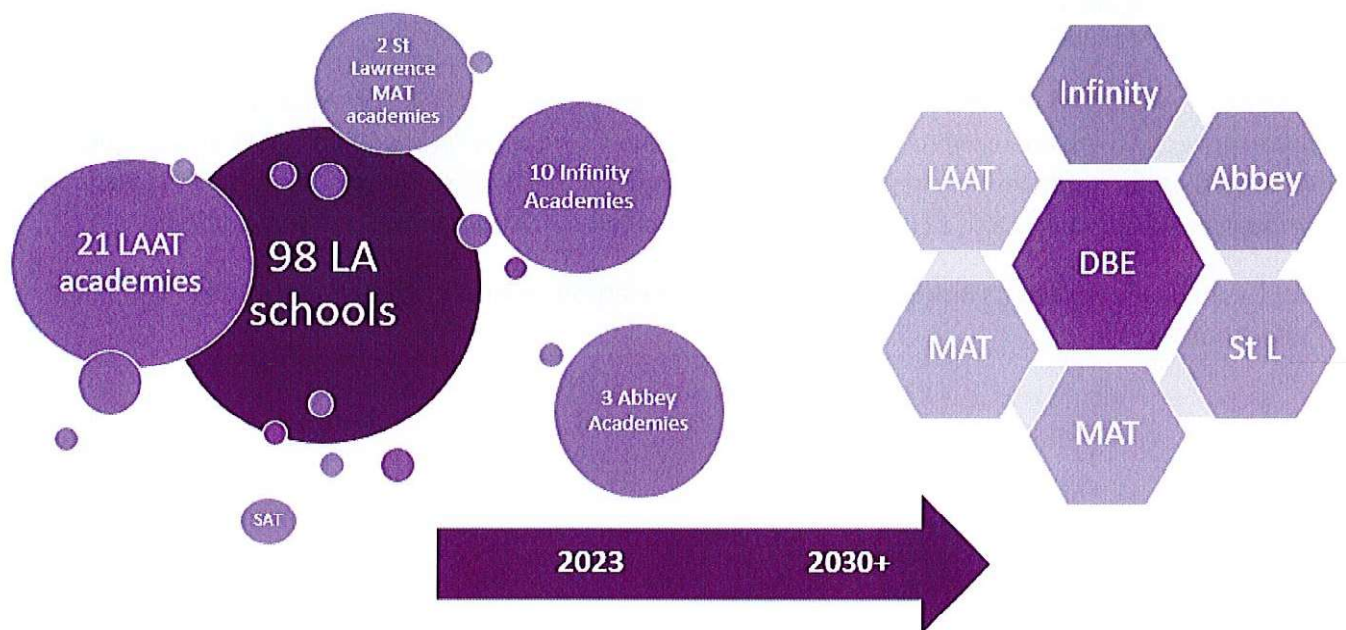 2 St
Lawrence
MAT
academies
10 Infinity
Academies
21 LAAT
academies
98 LA
schools
3 Abbey
Academies
SAT
2023
2030+
Infinity
LAAT
Abbey
DBE
MAT
St L
MAT